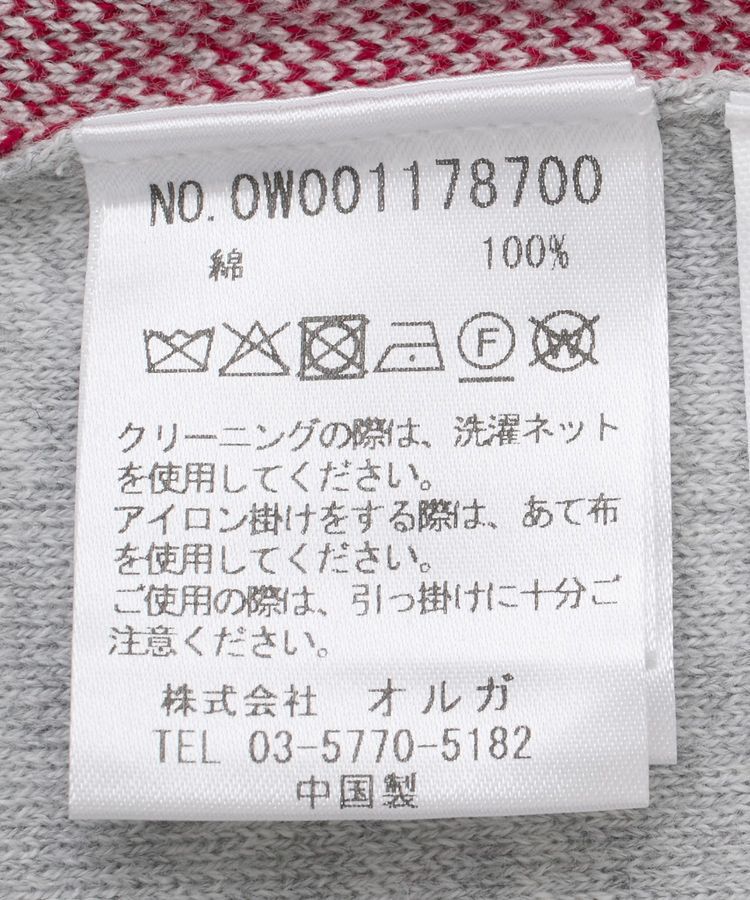 NO. OW001178700
綿 100%
F W
クリーニングの際は、洗濯ネット
を使用してください。
アイロン掛けをする際は、あて布
を使用してください。
ご使用の際は、引っ掛けに十分ご
注意ください。
株式会社 オルガ
TEL 03-5770-5182
中国製